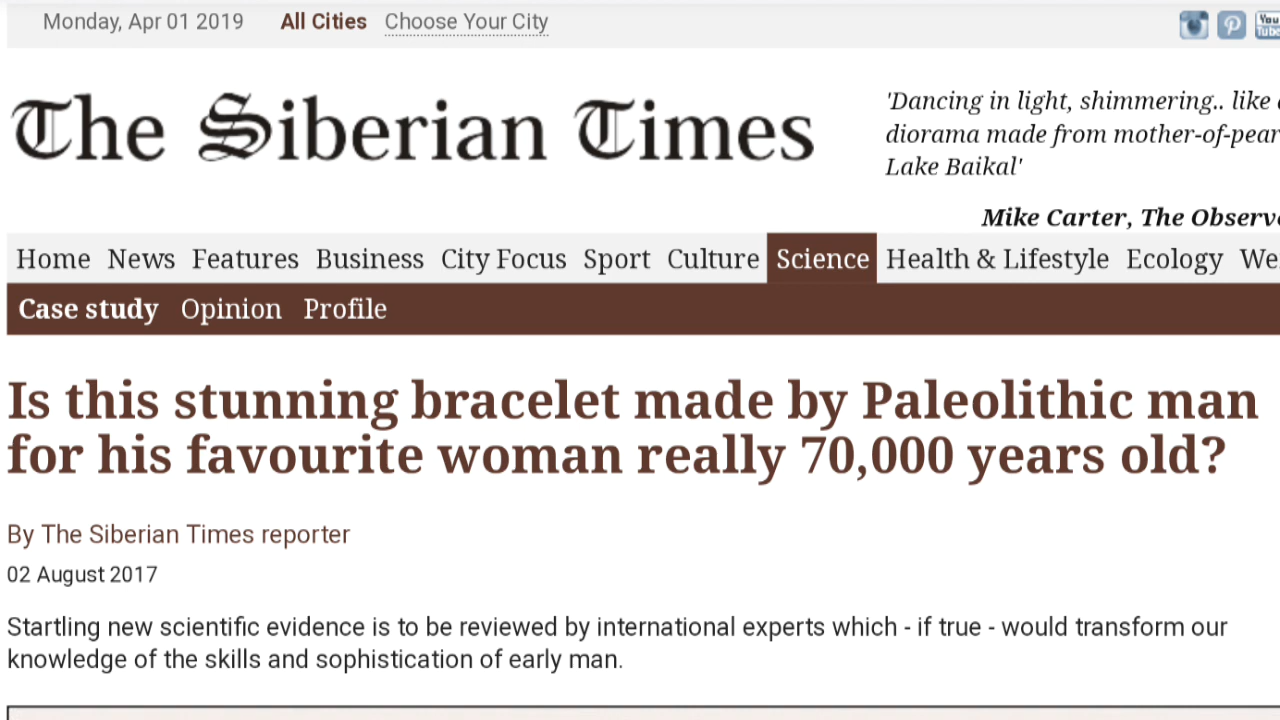 Monday, Apr 01 2019 All Cities Choose Your City
You
Tube
The Siberian Times
'Dancing in light, shimmering.. like
diorama made from mother-of-pear
Lake Baikal'
Mike Carter, The Observe
Home News Features Business City Focus Sport Culture Science Health & Lifestyle Ecology We
Case study Opinion Profile
Is this stunning bracelet made by Paleolithic man
for his favourite woman really 70,000 years old?
By The Siberian Times reporter
02 August 2017
Startling new scientific evidence is to be reviewed by international experts which - if true - would transform our
knowledge of the skills and sophistication of early man.